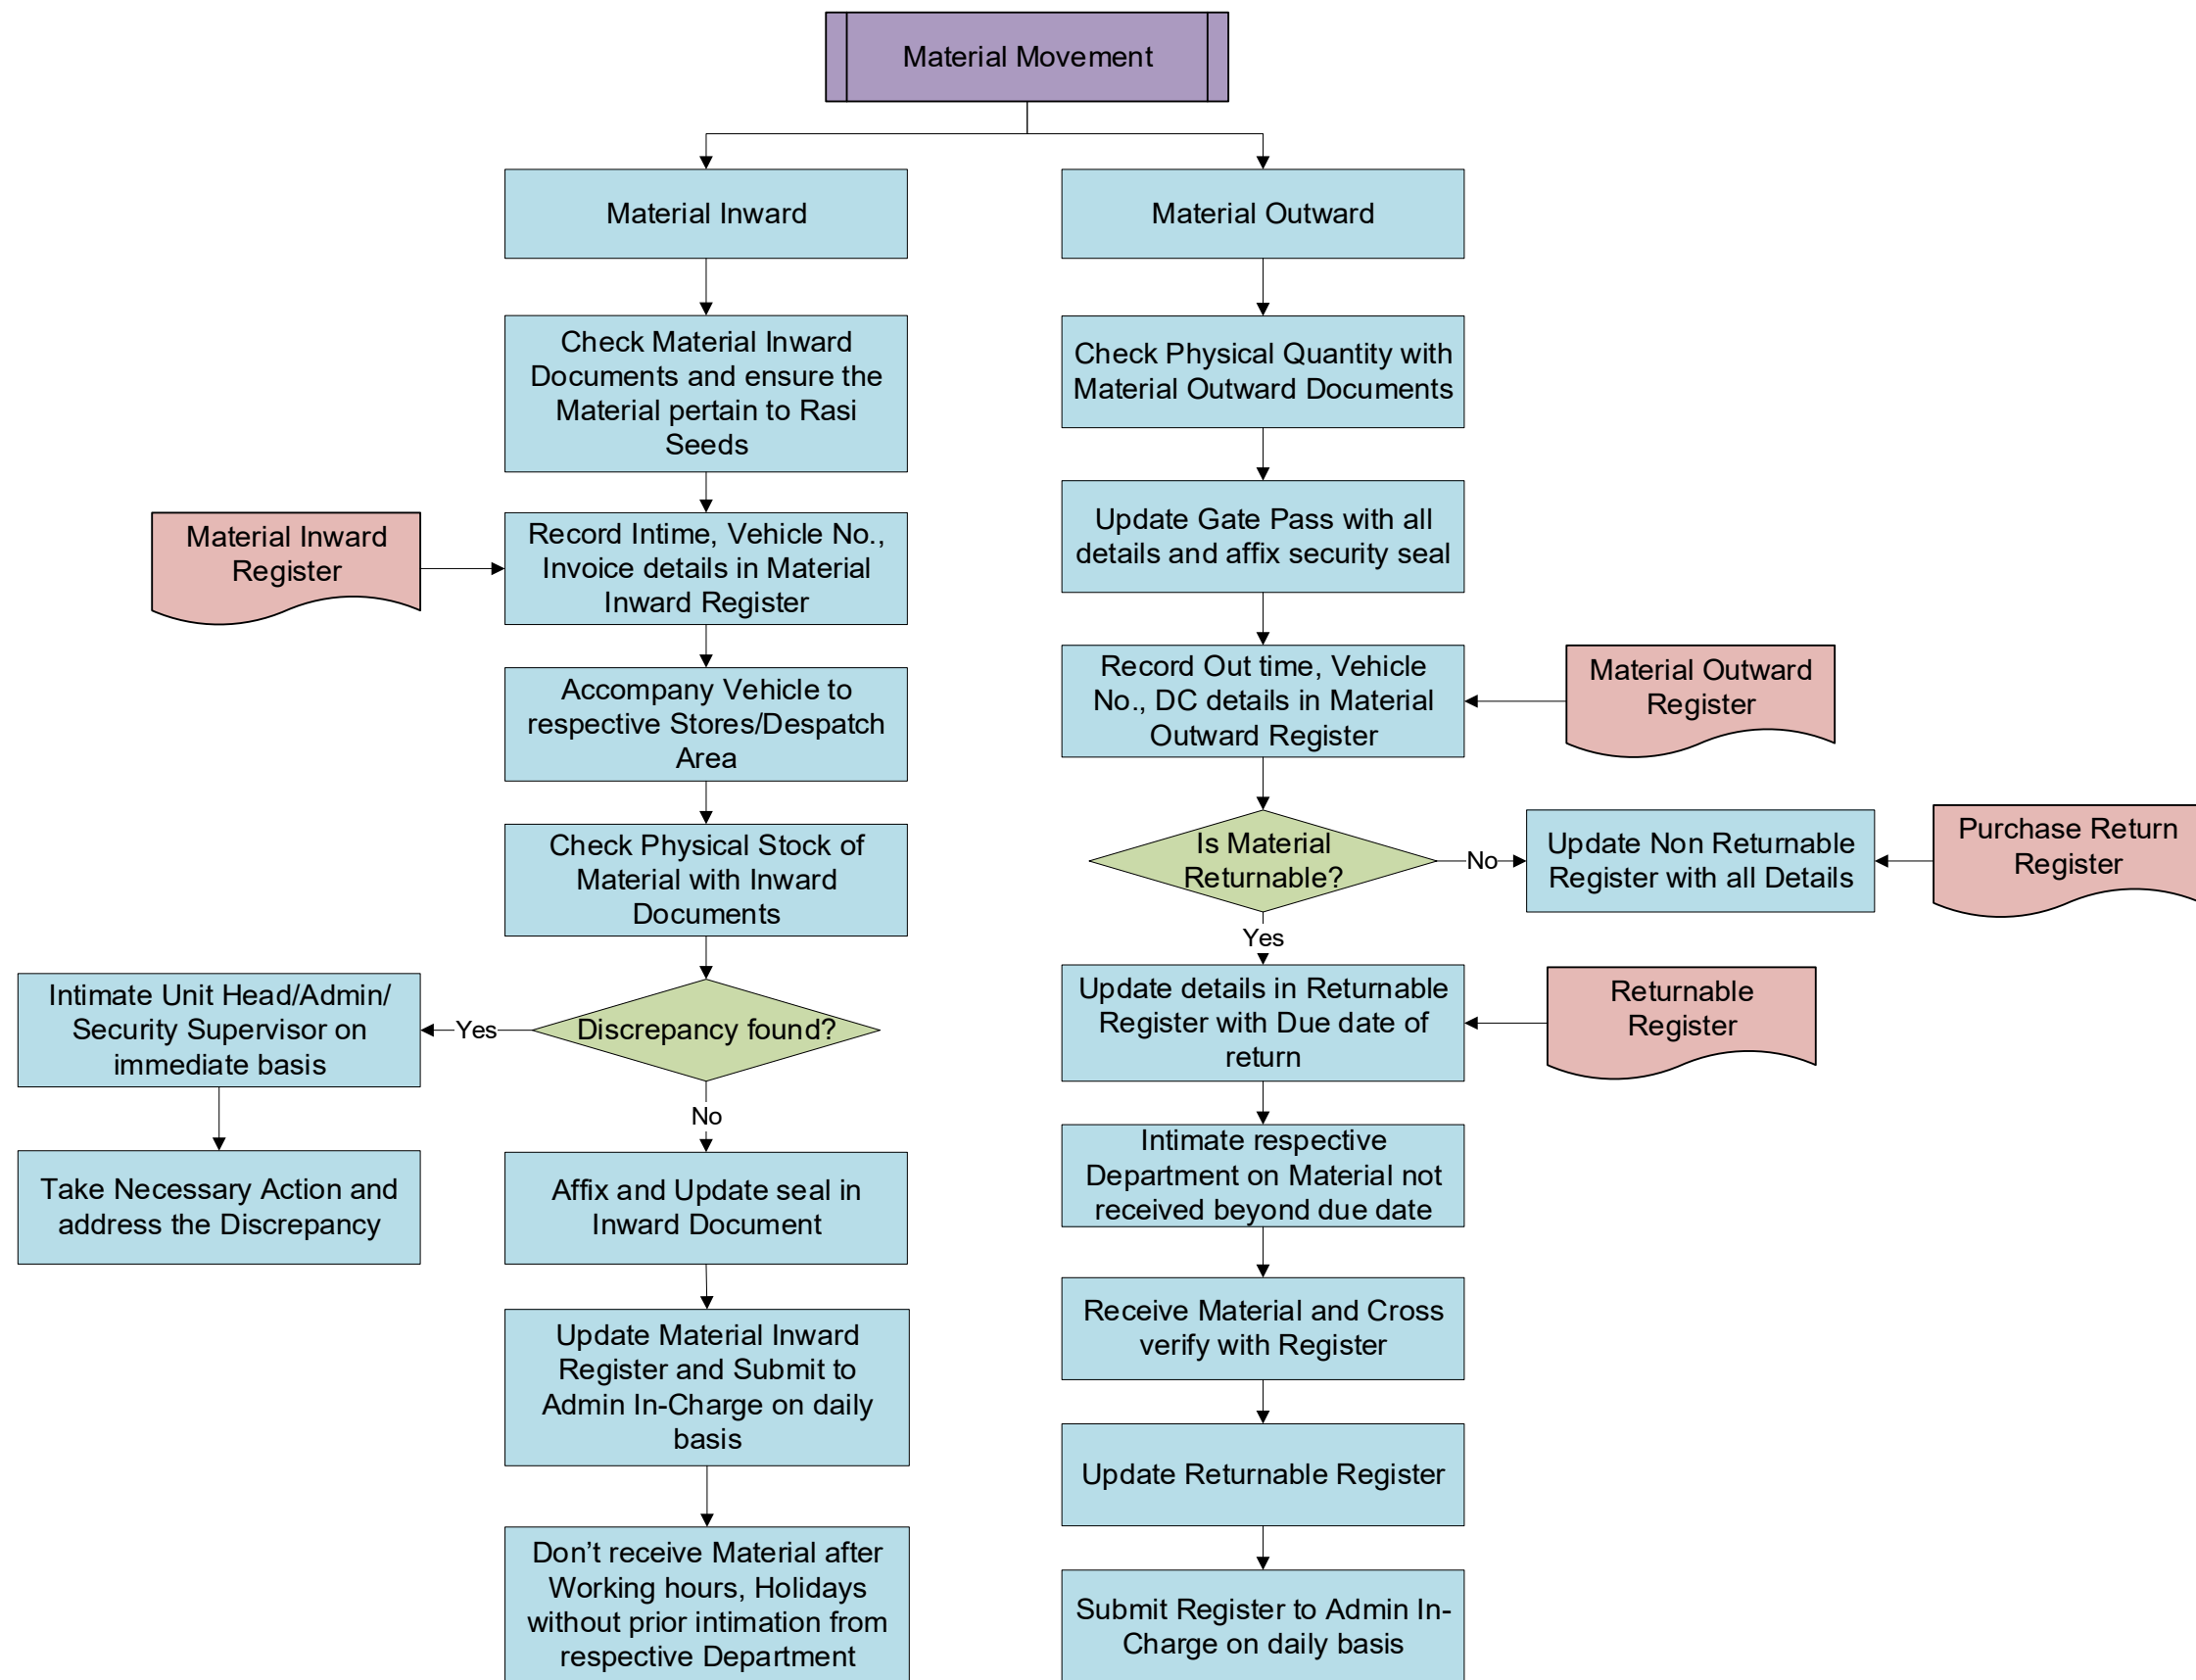 Material Movement
Material Inward
Material Outward
Check Material Inward
Documents and ensure the
Material pertain to Rasi
Seeds
Check Physical Quantity with
Material Outward Documents
Material Inward
Register
Record Intime, Vehicle No.,
Invoice details in Material
Inward Register
Update Gate Pass with all
details and affix security seal
Accompany Vehicle to
respective Stores/Despatch
Area
Record Out time, Vehicle
No., DC details in Material
Outward Register
Material Outward
Register
Check Physical Stock of
Material with Inward
Documents
Is Material
Returnable?
No
Update Non Returnable
Register with all Details
Purchase Return
Register
Yes
Intimate Unit Head/Admin/
Security Supervisor on
immediate basis
Yes
Discrepancy found?
Update details in Returnable
Register with Due date of
return
Returnable
Register
No
Take Necessary Action and
address the Discrepancy
Affix and Update seal in
Inward Document
Intimate respective
Department on Material not
received beyond due date
Update Material Inward
Register and Submit to
Admin In-Charge on daily
basis
Receive Material and Cross
verify with Register
Update Returnable Register
Don’t receive Material after
Working hours, Holidays
without prior intimation from
respective Department
Submit Register to Admin In-
Charge on daily basis